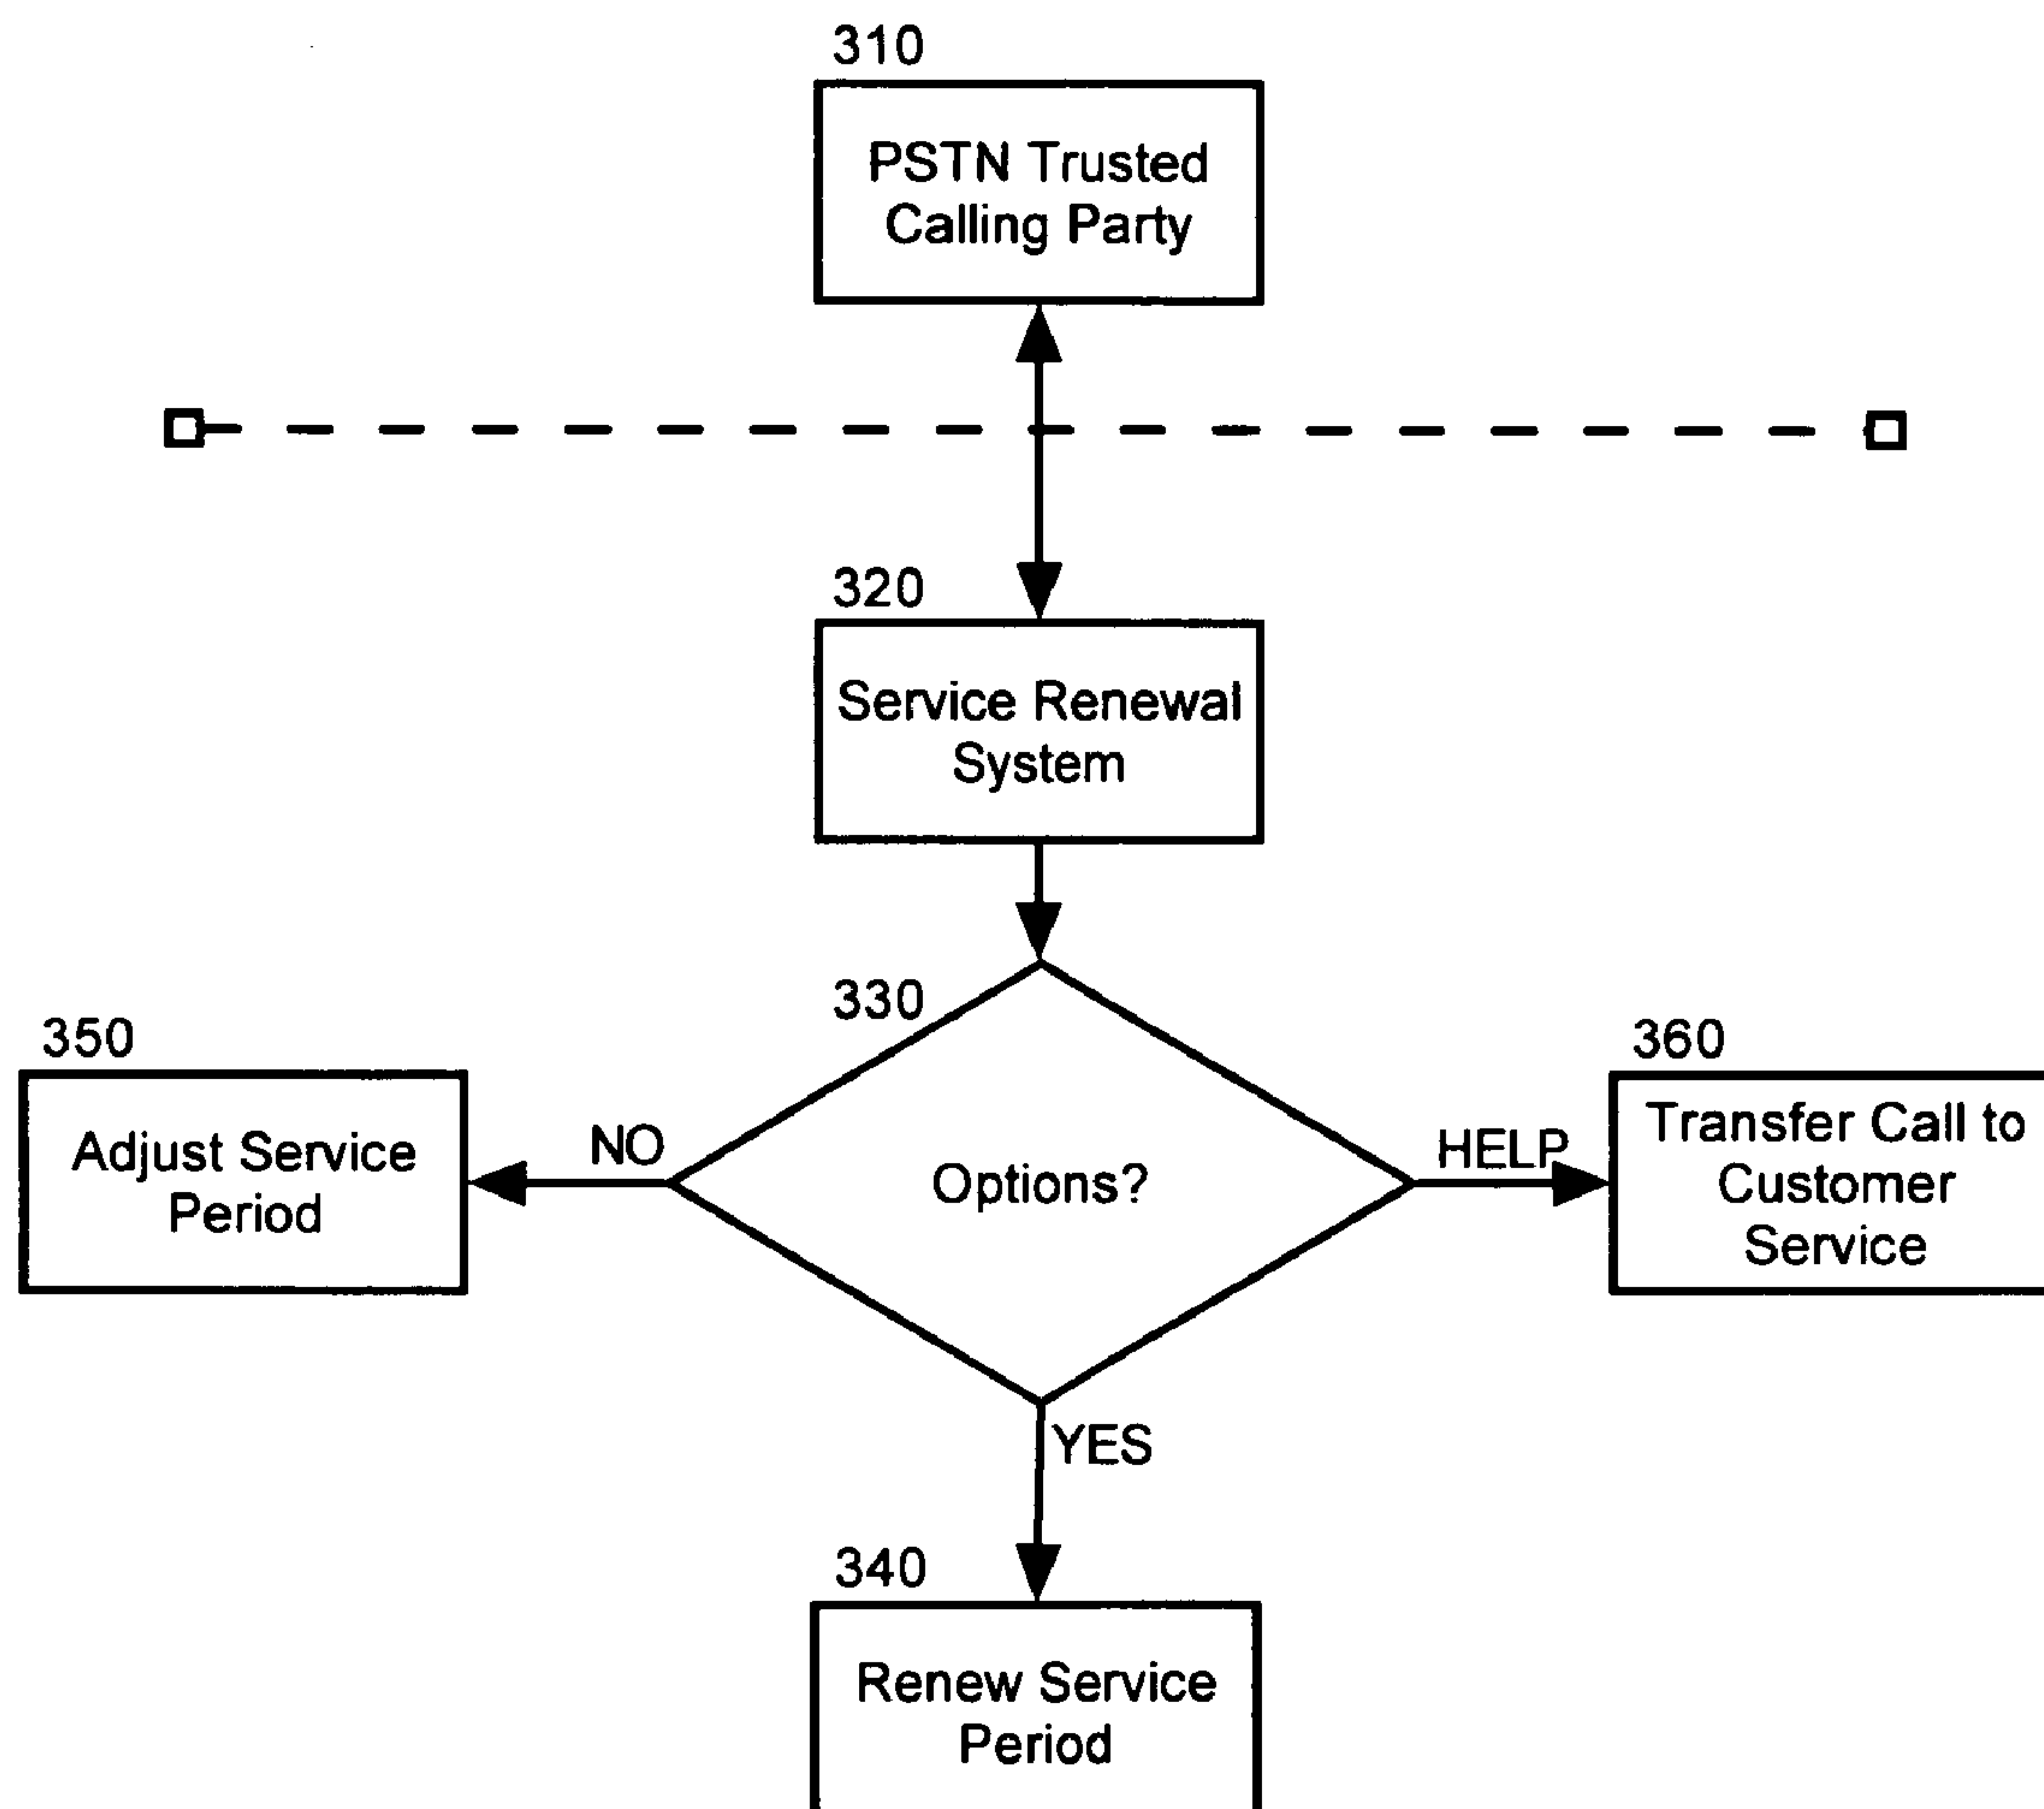 310
PSTN Trusted
Calling Party
320
Service Renewal
System
330
350
Adjust Service
Period
NO
Options?
HELP
360
Transfer Call to
Customer
Service
YES
340
Renew Service
Period